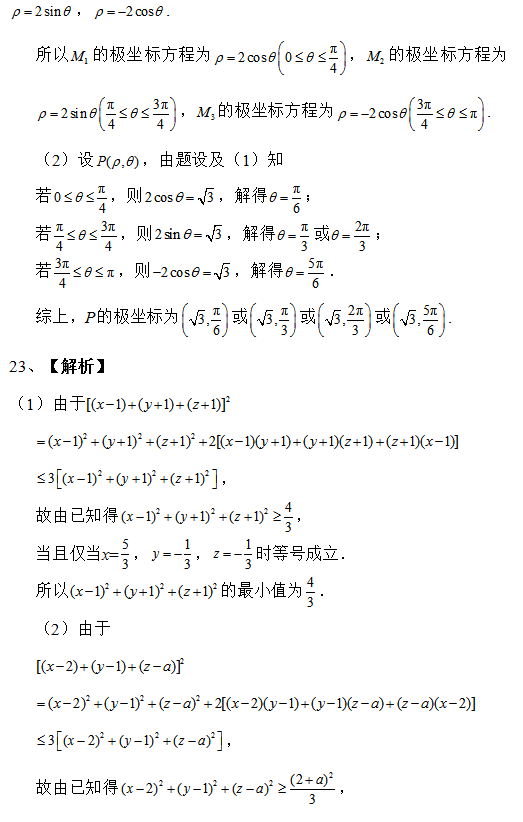 ρ=2sinθ，ρ=-2cosθ．
所以M₁的极坐标方程为ρ=2cosθ(0≤θ≤π/4)，M₂的极坐标方程为
ρ=2sinθ(π/4≤θ≤3π/4)，M₃的极坐标方程为ρ=-2cosθ(3π/4≤θ≤π)．
（2）设P(ρ,θ)，由题设及（1）知
若0≤θ≤π/4，则2cosθ=√3，解得θ=π/6；
若π/4≤θ≤3π/4，则2sinθ=√3，解得θ=π/3或θ=2π/3；
若3π/4≤θ≤π，则-2cosθ=√3，解得θ=5π/6．
综上，P的极坐标为(√3,π/6)或(√3,π/3)或(√3,2π/3)或(√3,5π/6)．
23、【解析】
（1）由于[(x-1)+(y+1)+(z+1)]²
=(x-1)²+(y+1)²+(z+1)²+2[(x-1)(y+1)+(y+1)(z+1)+(z+1)(x-1)]
≤3[(x-1)²+(y+1)²+(z+1)²]，
故由已知得(x-1)²+(y+1)²+(z+1)²≥4/3，
当且仅当x=5/3，y=-1/3，z=-1/3时等号成立．
所以(x-1)²+(y+1)²+(z+1)²的最小值为4/3．
（2）由于
[(x-2)+(y-1)+(z-a)]²
=(x-2)²+(y-1)²+(z-a)²+2[(x-2)(y-1)+(y-1)(z-a)+(z-a)(x-2)]
≤3[(x-2)²+(y-1)²+(z-a)²]，
故由已知得(x-2)²+(y-1)²+(z-a)²≥(2+a)²/3，